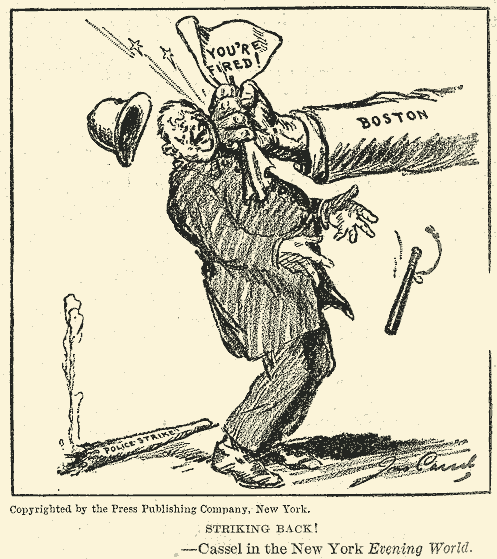 YOU'RE
FIRED!
BOSTON
POLICE STRIKE
Copyrighted by the Press Publishing Company, New York.
STRIKING BACK!
—Cassel in the New York Evening World.